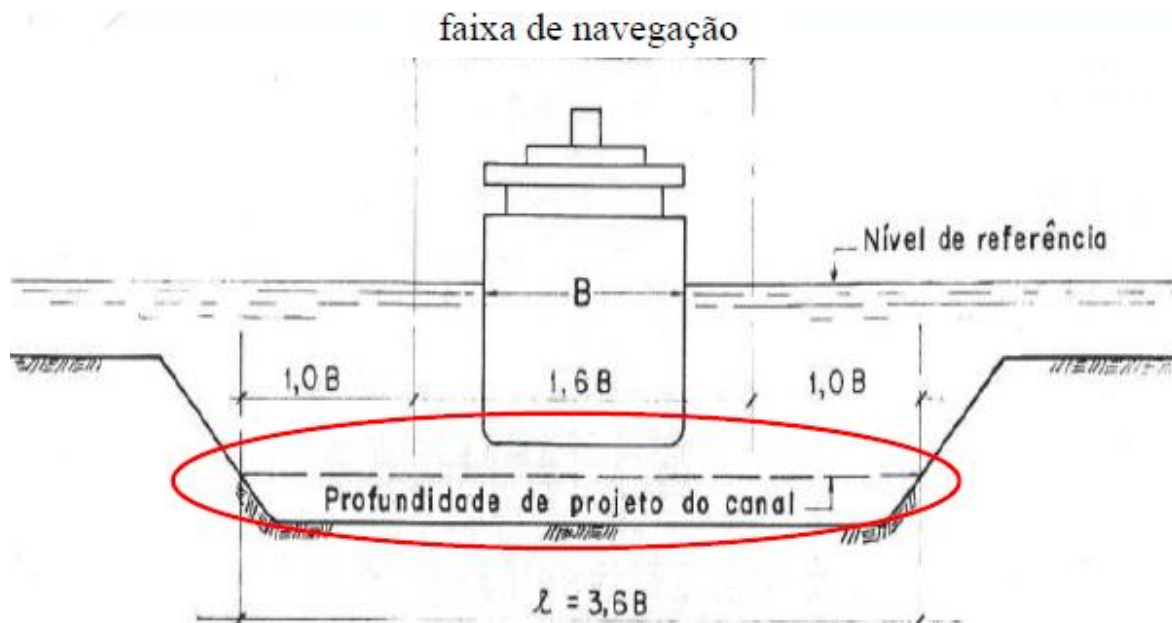 faixa de navegação
Nível de referência
B
1,0 B
1,6 B
1,0 B
Profundidade de projeto do canal
l = 3,6 B